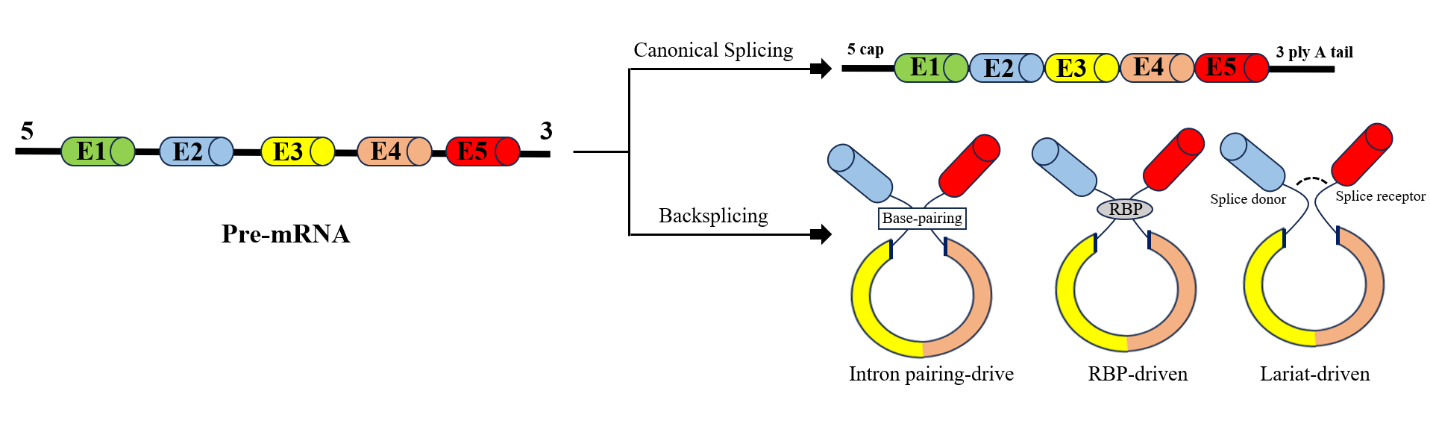 Canonical Splicing
5 cap
3 ply A tail
E1 E2 E3 E4 E5
5
3
E1 E2 E3 E4 E5
Pre-mRNA
Backsplicing
Base-pairing
RBP
Splice donor
Splice receptor
Intron pairing-drive
RBP-driven
Lariat-driven